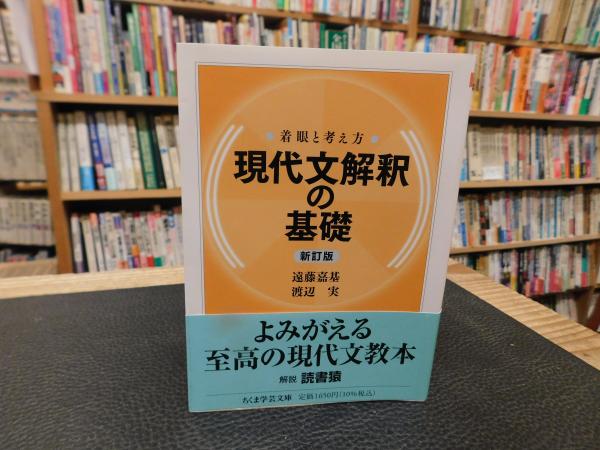 着眼と考え方
現代文解釈
の
基礎
新訂版
遠藤嘉基
渡辺 実
よみがえる
至高の現代文教本
解説 読書猿
ちくま学芸文庫 定価1650円(10%税込)